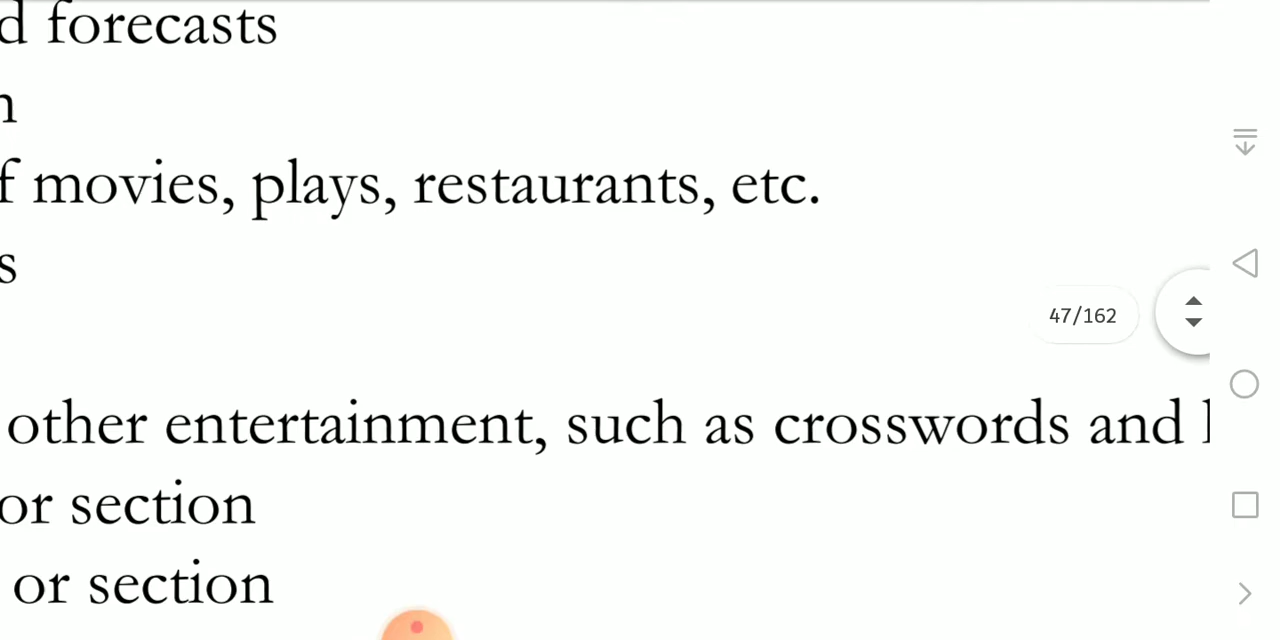 d forecasts
n
f movies, plays, restaurants, etc.
s
47/162
other entertainment, such as crosswords and
or section
or section